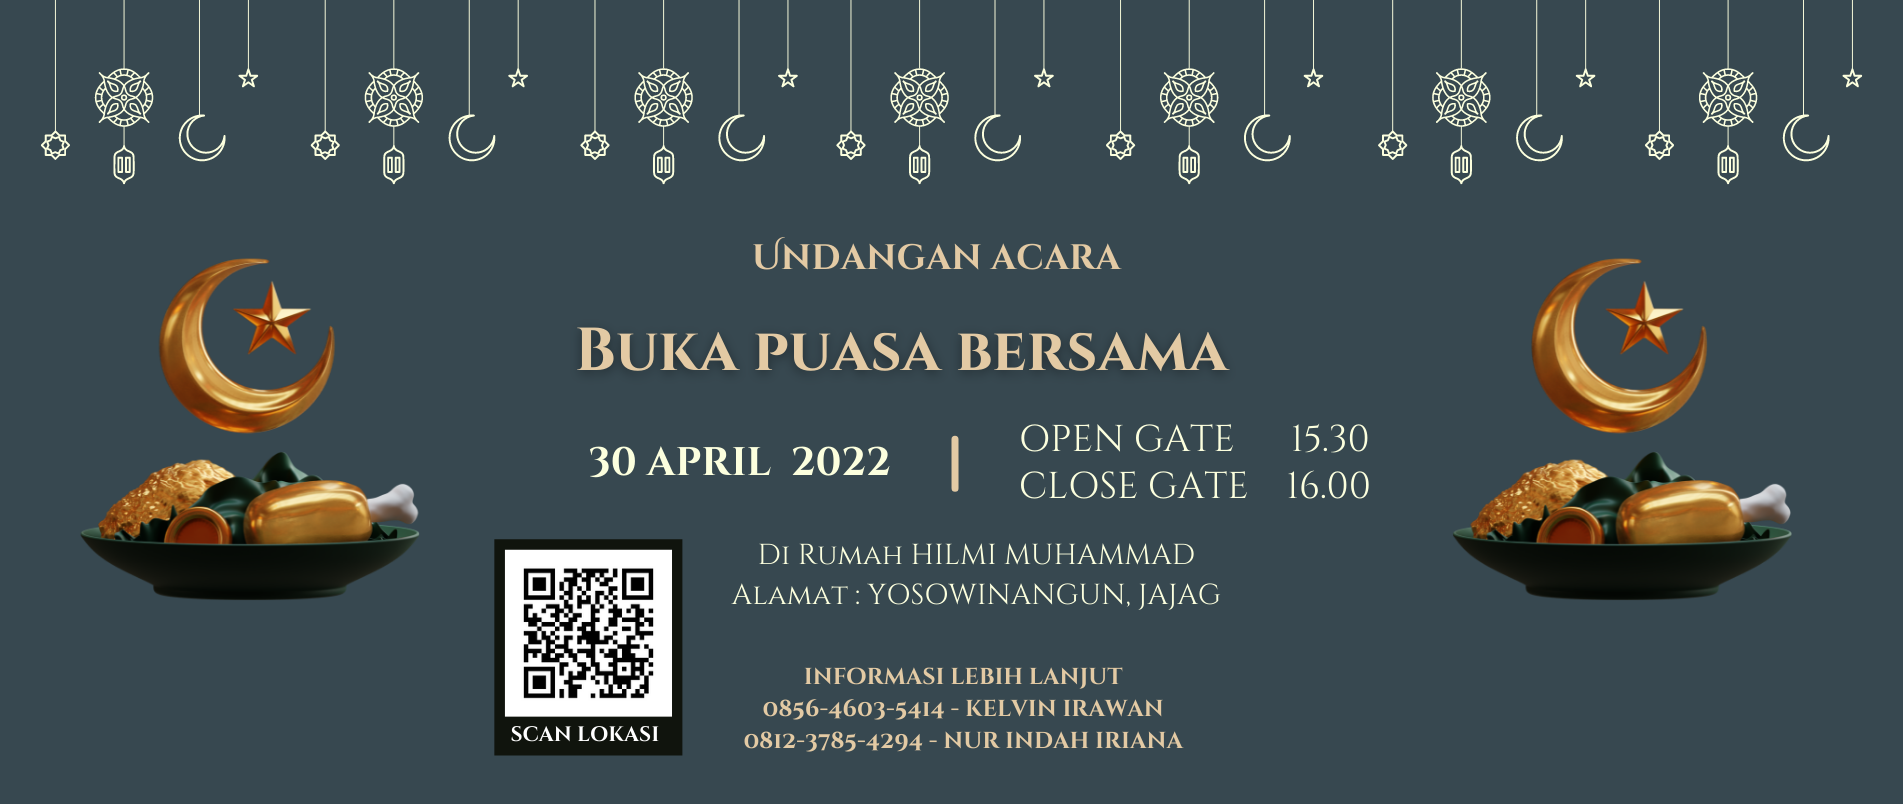 Undangan acara
Buka puasa bersama
30 APRIL 2022
OPEN GATE 15.30
CLOSE GATE 16.00
Di Rumah HILMI MUHAMMAD
Alamat : YOSOWINANGUN, JAJAG
SCAN LOKASI
INFORMASI LEBIH LANJUT
0856-4603-5414 - KELVIN IRAWAN
0812-3785-4294 - NUR INDAH IRIANA